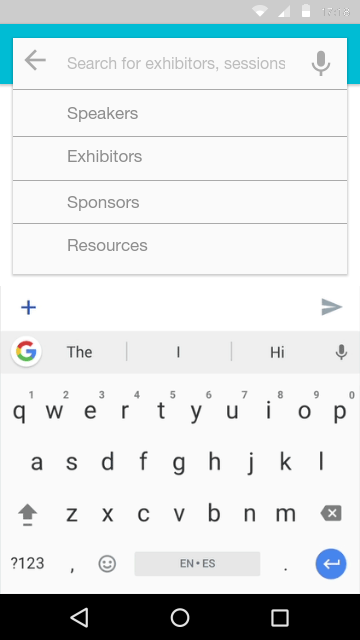 17:18
Search for exhibitors, sessions
Speakers
Exhibitors
Sponsors
Resources
The I Hi
1 2 3 4 5 6 7 8 9 0
q w e r t y u i o p
a s d f g h j k l
z x c v b n m
?123 , EN • ES .